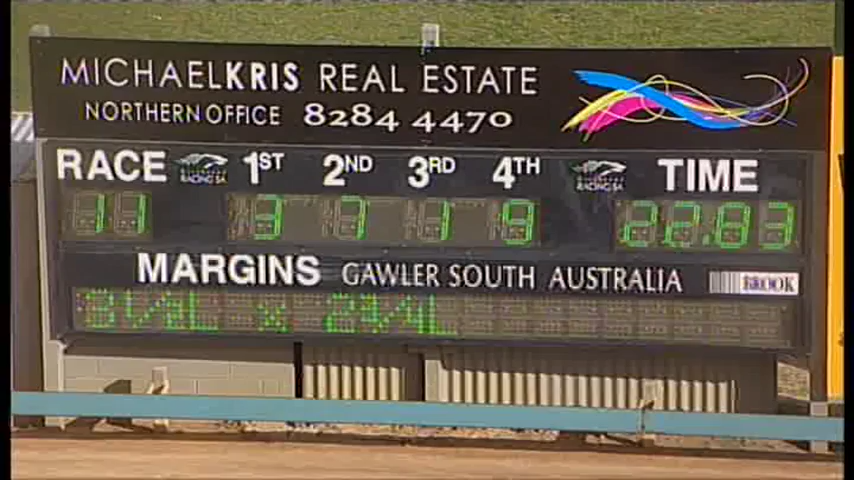 MICHAELKRIS REAL ESTATE
NORTHERN OFFICE 8284 4470
RACE 1ST 2ND 3RD 4TH TIME
11 3 7 1 9 22.83
MARGINS GAWLER SOUTH AUSTRALIA BROOK